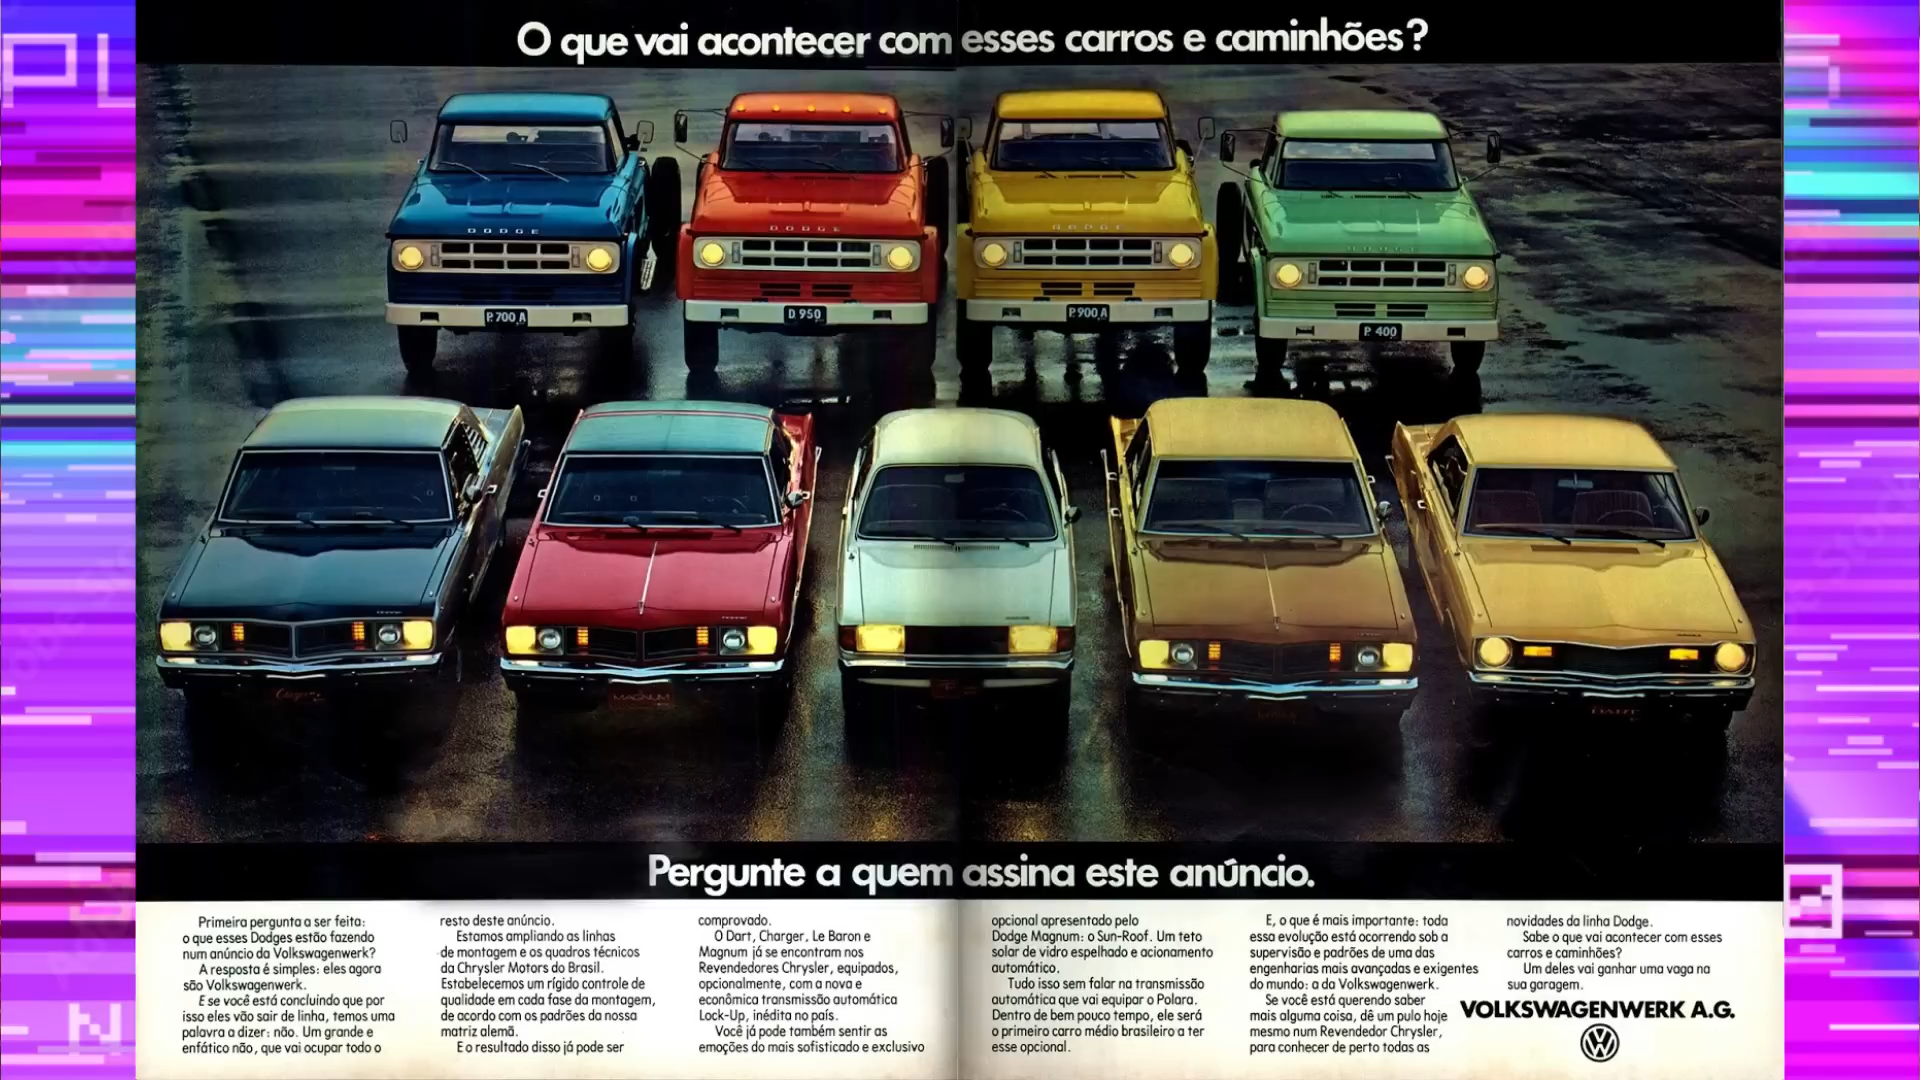 O que vai acontecer com esses carros e caminhões?
DODGE
DODGE
DODGE
P.700 A
D 950
P.900 A
P. 400
Charger
MAGNUM
DART
Pergunte a quem assina este anúncio.
Primeira pergunta a ser feita:
o que esses Dodges estão fazendo
num anúncio da Volkswagenwerk?
A resposta é simples: eles agora
são Volkswagenwerk.
E se você está concluindo que por
isso eles vão sair de linha, temos uma
palavra a dizer: não. Um grande e
enfático não, que vai ocupar todo o
resto deste anúncio.
Estamos ampliando as linhas
de montagem e os quadros técnicos
da Chrysler Motors do Brasil.
Estabelecemos um rígido controle de
qualidade em cada fase da montagem,
de acordo com os padrões da nossa
matriz alemã.
E o resultado disso já pode ser
comprovado.
O Dart, Charger, Le Baron e
Magnum já se encontram nos
Revendedores Chrysler, equipados,
opcionalmente, com a nova e
econômica transmissão automática
Lock-Up, inédita no país.
Você já pode também sentir as
emoções do mais sofisticado e exclusivo
opcional apresentado pelo
Dodge Magnum: o Sun-Roof. Um teto
solar de vidro espelhado e acionamento
automático.
Tudo isso sem falar na transmissão
automática que vai equipar o Polara.
Dentro de bem pouco tempo, ele será
o primeiro carro médio brasileiro a ter
esse opcional.
E, o que é mais importante: toda
essa evolução está ocorrendo sob a
supervisão e padrões de uma das
engenharias mais avançadas e exigentes
do mundo: a da Volkswagenwerk.
Se você está querendo saber
mais alguma coisa, dê um pulo hoje
mesmo num Revendedor Chrysler,
para conhecer de perto todas as
novidades da linha Dodge.
Sabe o que vai acontecer com esses
carros e caminhões?
Um deles vai ganhar uma vaga na
sua garagem.
VOLKSWAGENWERK A.G.